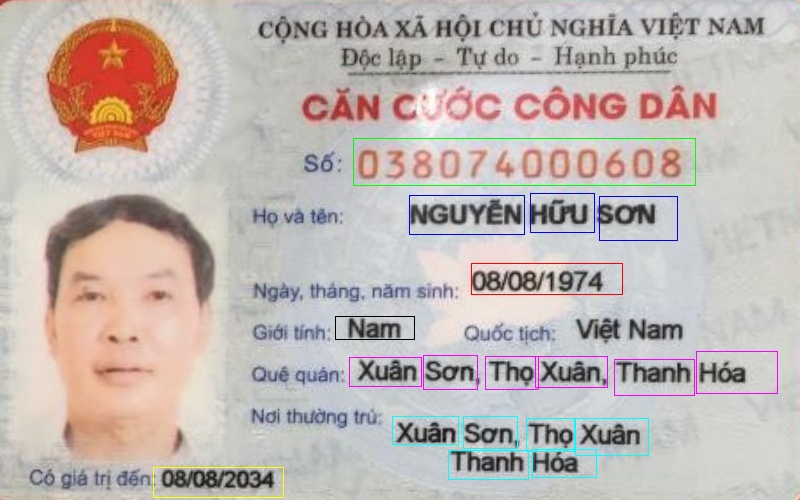 CỘNG HÒA XÃ HỘI CHỦ NGHĨA VIỆT NAM
Độc lập - Tự do - Hạnh phúc
CĂN CƯỚC CÔNG DÂN
Số: 038074000608
Họ và tên: NGUYỄN HỮU SƠN
Ngày, tháng, năm sinh: 08/08/1974
Giới tính: Nam Quốc tịch: Việt Nam
Quê quán: Xuân Sơn, Thọ Xuân, Thanh Hóa
Nơi thường trú: Xuân Sơn, Thọ Xuân
Thanh Hóa
Có giá trị đến: 08/08/2034